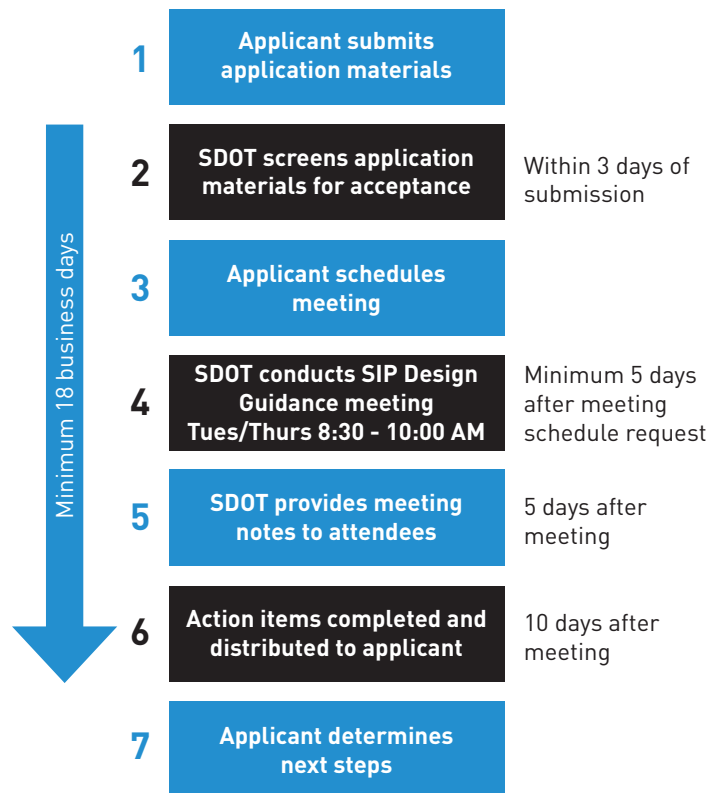 1
Applicant submits
application materials
2
SDOT screens application
materials for acceptance
Within 3 days of
submission
3
Applicant schedules
meeting
4
SDOT conducts SIP Design
Guidance meeting
Tues/Thurs 8:30 - 10:00 AM
Minimum 5 days
after meeting
schedule request
5
SDOT provides meeting
notes to attendees
5 days after
meeting
6
Action items completed and
distributed to applicant
10 days after
meeting
7
Applicant determines
next steps
Minimum 18 business days